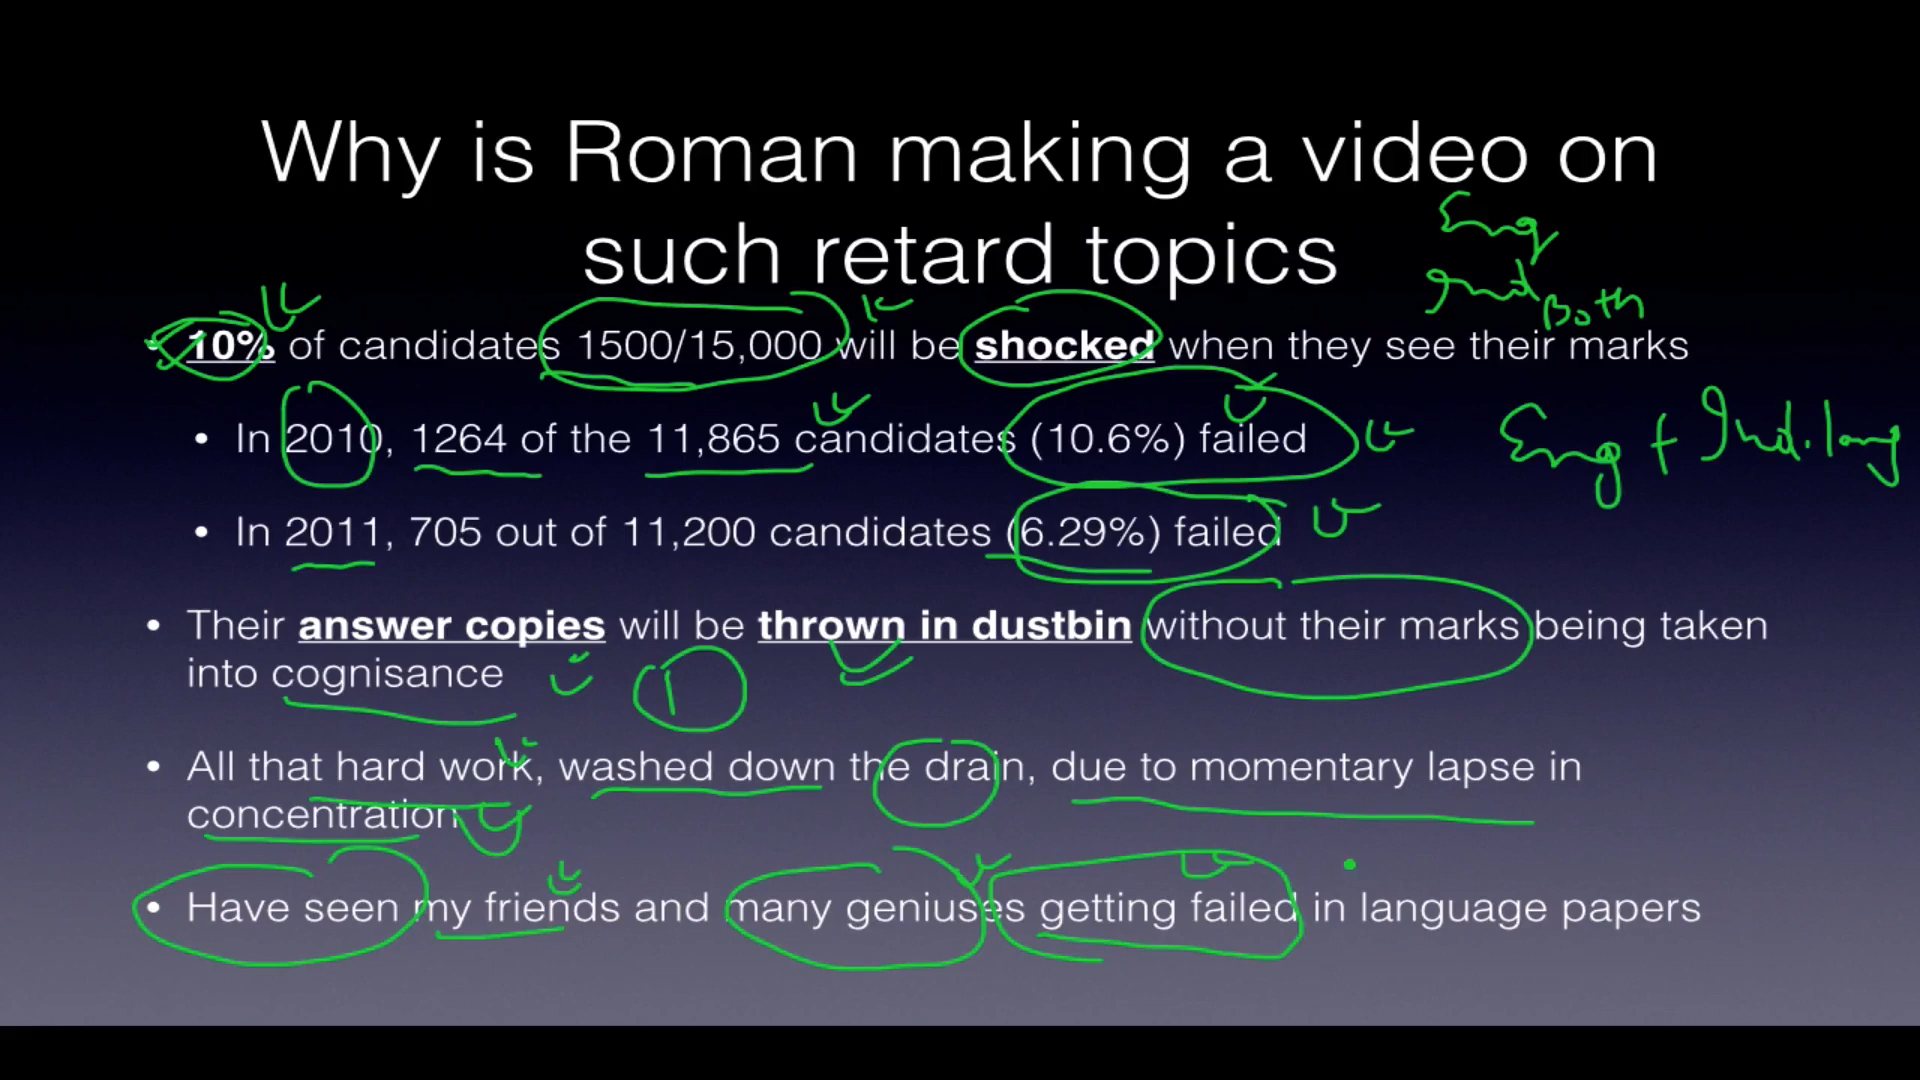 Why is Roman making a video on
such retard topics
Eng
Ind
Both
• 10% of candidates 1500/15,000 will be shocked when they see their marks
• In 2010, 1264 of the 11,865 candidates (10.6%) failed
Eng + Ind. lang
• In 2011, 705 out of 11,200 candidates (6.29%) failed
• Their answer copies will be thrown in dustbin without their marks being taken
into cognisance
1
• All that hard work, washed down the drain, due to momentary lapse in
concentration
• Have seen my friends and many geniuses getting failed in language papers